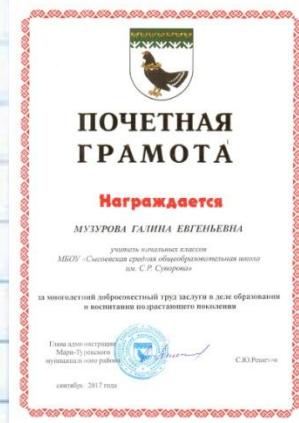 ПОЧЕТНАЯ
ГРАМОТА
Награждается
МУЗУРОВА ГАЛИНА ЕВГЕНЬЕВНА
учитель начальных классов
МБОУ «Сысоевская средняя общеобразовательная школа
им. С.Р. Суворова»
за многолетний добросовестный труд заслуги в деле образования
и воспитания подрастающего поколения
Глава администрации
Мари-Турекского
муниципального района
С.Ю.Решетов
сентябрь 2017 года